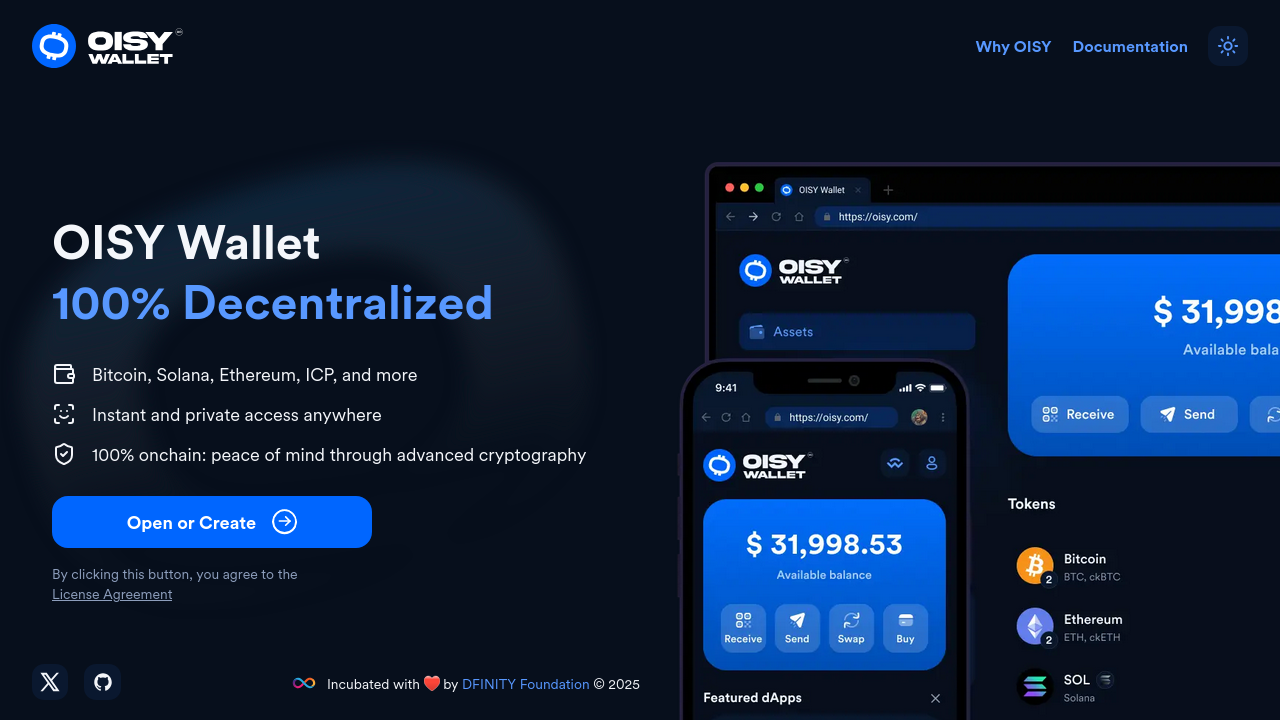 OISY
WALLET
Why OISY
Documentation
OISY Wallet
100% Decentralized
Bitcoin, Solana, Ethereum, ICP, and more
Instant and private access anywhere
100% onchain: peace of mind through advanced cryptography
Open or Create
By clicking this button, you agree to the
License Agreement
Incubated with ❤️ by DFINITY Foundation © 2025
OISY Wallet
https://oisy.com/
OISY
WALLET
Assets
$ 31,998
Available bala
Receive
Send
Tokens
Bitcoin
BTC, ckBTC
2
Ethereum
ETH, ckETH
2
SOL
Solana
9:41
https://oisy.com/
OISY
WALLET
$ 31,998.53
Available balance
Receive
Send
Swap
Buy
Featured dApps